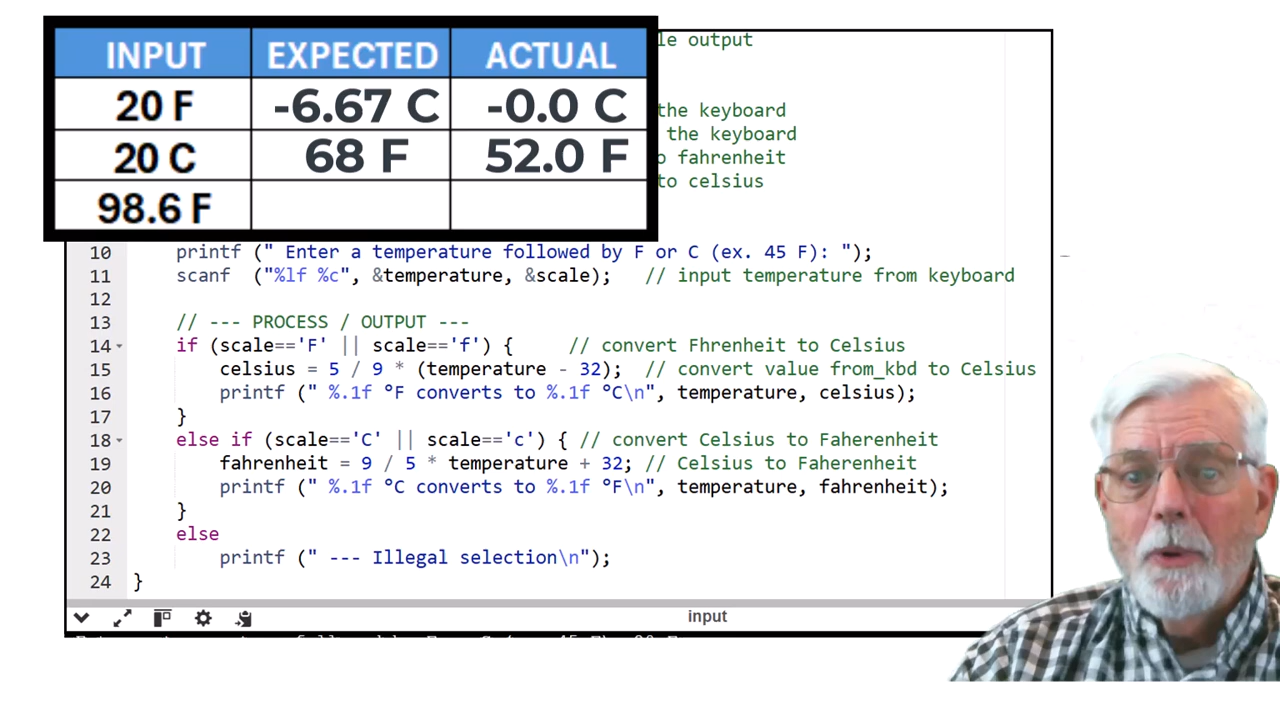 INPUT EXPECTED ACTUAL
20 F -6.67 C -0.0 C
20 C 68 F 52.0 F
98.6 F
output
the keyboard
the keyboard
fahrenheit
to celsius
10 printf (" Enter a temperature followed by F or C (ex. 45 F): ");
11 scanf ("%lf %c", &temperature, &scale); // input temperature from keyboard
12
13 // --- PROCESS / OUTPUT ---
14 if (scale=='F' || scale=='f') { // convert Fhrenheit to Celsius
15 celsius = 5 / 9 * (temperature - 32); // convert value from_kbd to Celsius
16 printf (" %.1f °F converts to %.1f °C\n", temperature, celsius);
17 }
18 else if (scale=='C' || scale=='c') { // convert Celsius to Faherenheit
19 fahrenheit = 9 / 5 * temperature + 32; // Celsius to Faherenheit
20 printf (" %.1f °C converts to %.1f °F\n", temperature, fahrenheit);
21 }
22 else
23 printf (" --- Illegal selection\n");
24 }
input